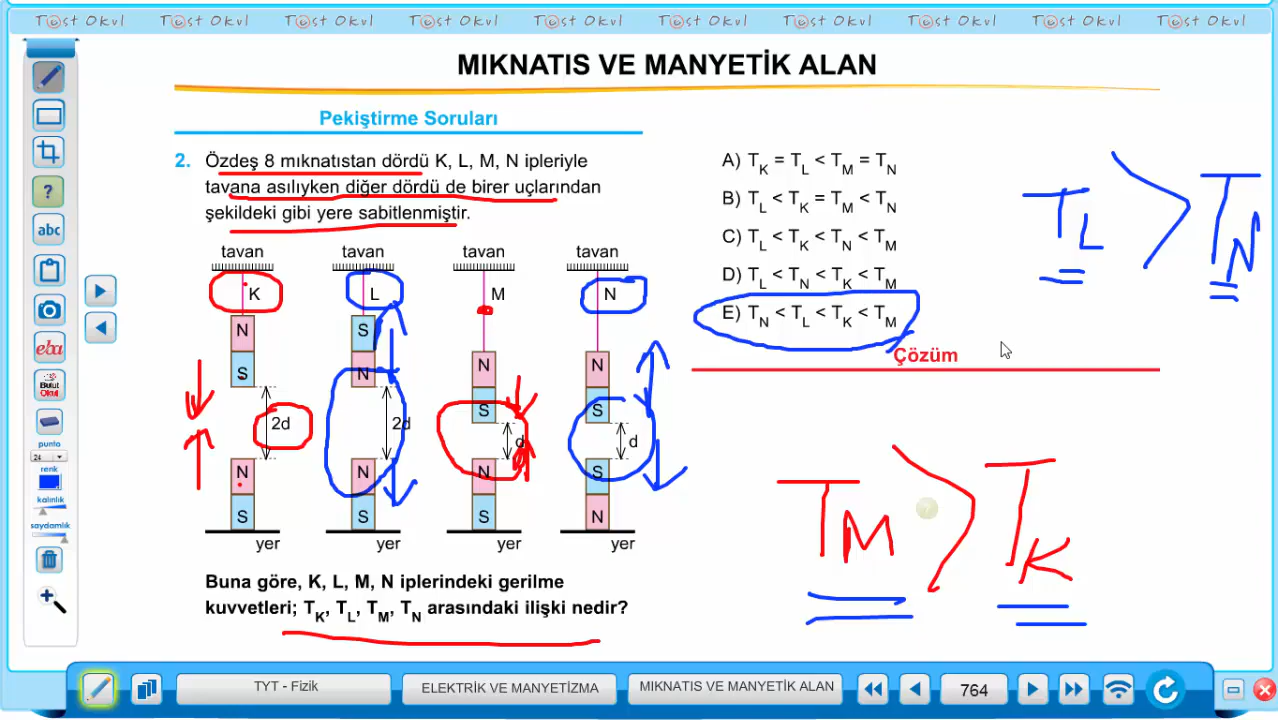 Test Okul Test Okul Test Okul Test Okul Test Okul Test Okul Test Okul Test Okul Test Okul Test Okul
MIKNATIS VE MANYETİK ALAN
Pekiştirme Soruları
2. Özdeş 8 mıknatıstan dördü K, L, M, N ipleriyle
tavana asılıyken diğer dördü de birer uçlarından
şekildeki gibi yere sabitlenmiştir.
tavan tavan tavan tavan
K L M N
N S N N
S N S S
2d 2d d d
N N N S
S S S N
yer yer yer yer
Buna göre, K, L, M, N iplerindeki gerilme
kuvvetleri; TK, TL, TM, TN arasındaki ilişki nedir?
A) TK = TL < TM = TN
B) TL < TK = TM < TN
C) TL < TK < TN < TM
D) TL < TN < TK < TM
E) TN < TL < TK < TM
Çözüm
TL > TN
TM > TK
?
abc
eba
Bulut
Okul
punto
24
renk
kalınlık
saydamlık
TYT - Fizik
ELEKTRİK VE MANYETİZMA
MIKNATIS VE MANYETİK ALAN
764